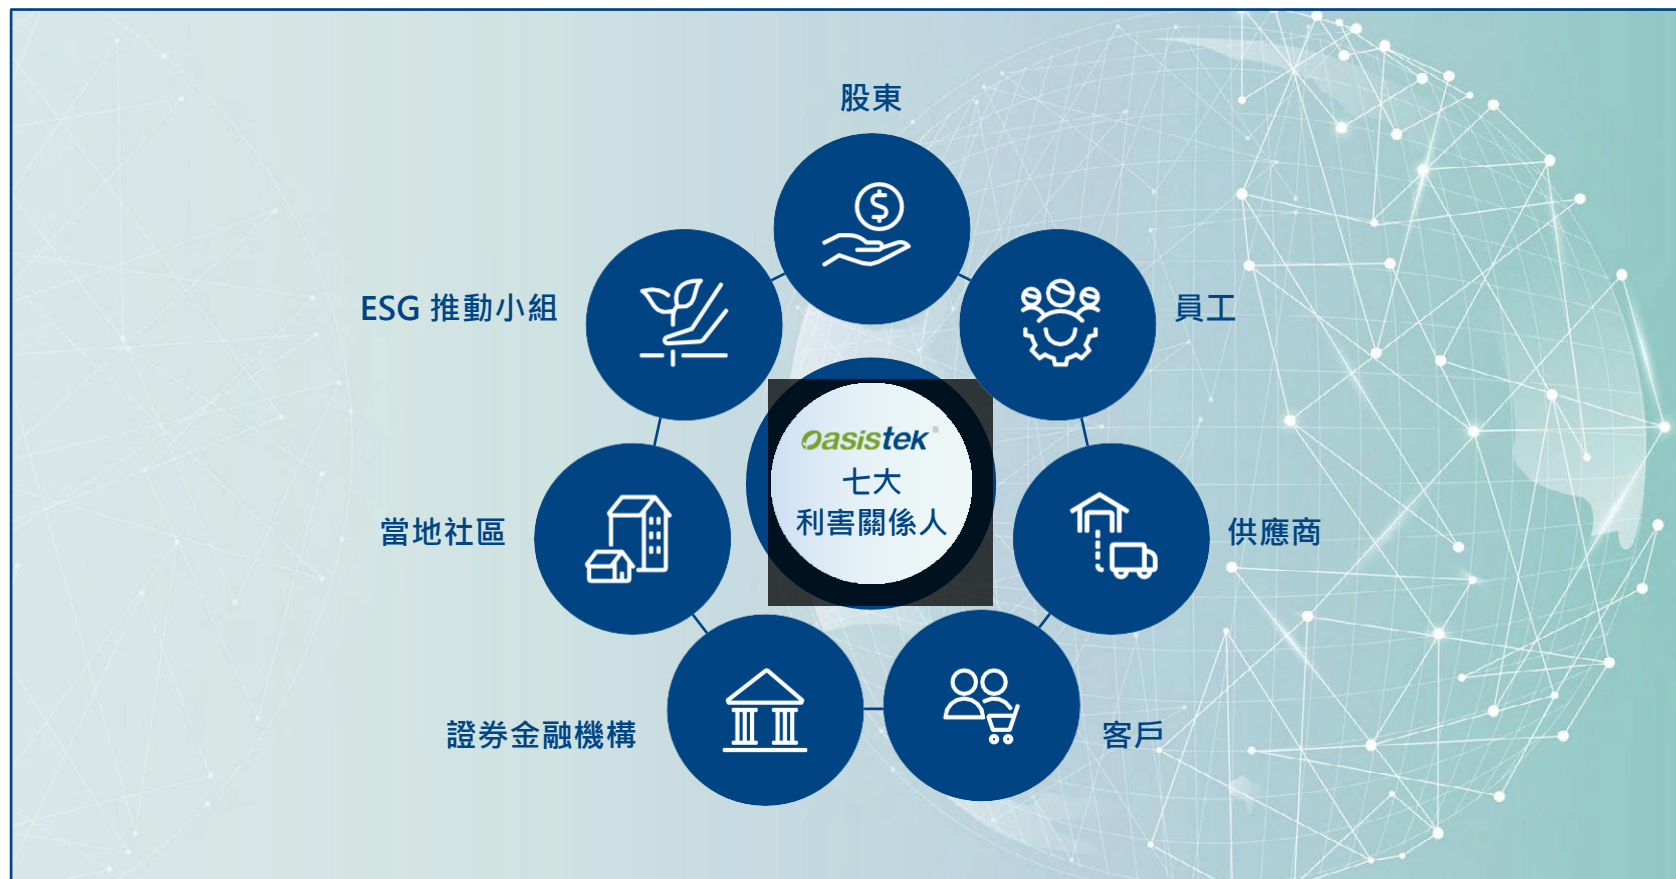 股東
ESG 推動小組
員工
Oasistek®
七大
利害關係人
當地社區
供應商
證券金融機構
客戶